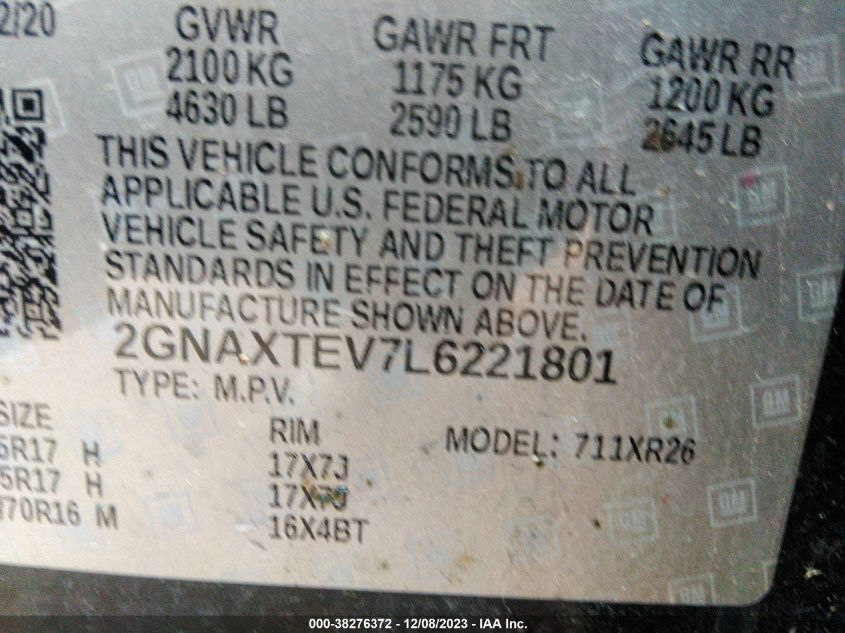 2/20
GVWR
2100 KG
4630 LB
GAWR FRT
1175 KG
2590 LB
GAWR RR
1200 KG
2645 LB
THIS VEHICLE CONFORMS TO ALL
APPLICABLE U.S. FEDERAL MOTOR
VEHICLE SAFETY AND THEFT PREVENTION
STANDARDS IN EFFECT ON THE DATE OF
MANUFACTURE SHOWN ABOVE.
2GNAXTEV7L6221801
TYPE: M.P.V.
SIZE RIM MODEL: 711XR26
5R17 H 17X7J
5R17 H 17X7J
/70R16 M 16X4BT
GM
000-38276372 - 12/08/2023 - IAA Inc.